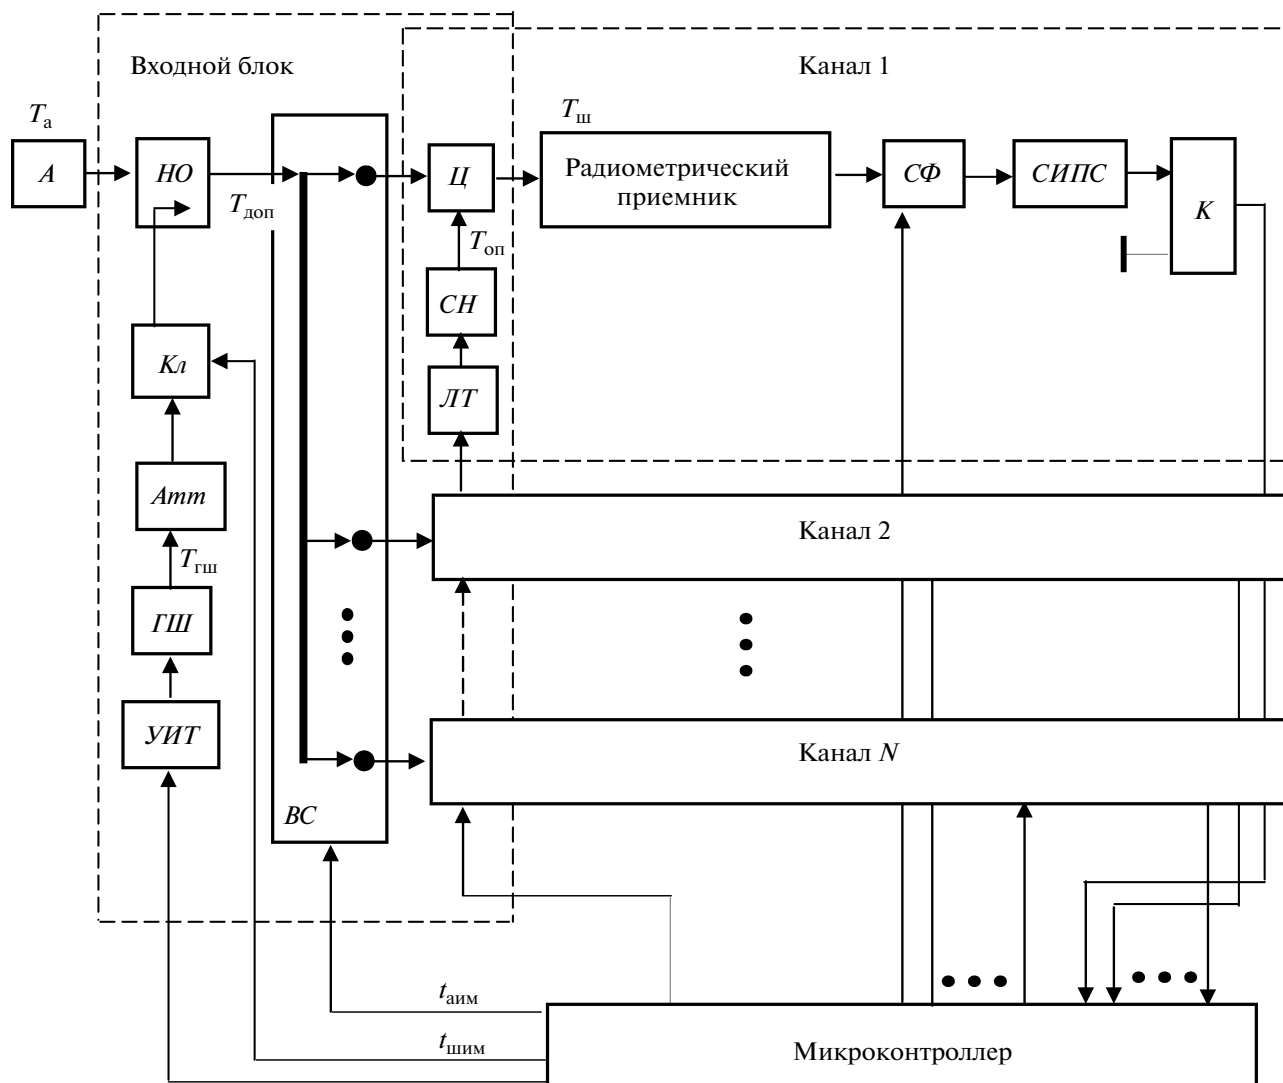 Входной блок
Канал 1
Tа
Tш
А
НО
Tдоп
Ц
Радиометрический
приемник
СФ
СИПС
К
Tоп
СН
Кл
ЛТ
Атт
Канал 2
Tгш
ГШ
УИТ
Канал N
ВС
tаим
tшим
Микроконтроллер